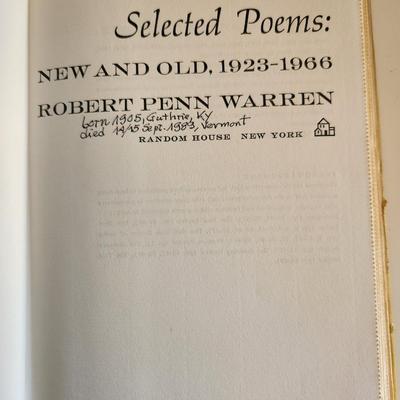 Selected Poems:
NEW AND OLD, 1923-1966
ROBERT PENN WARREN
born 1905, Guthrie, Ky
died 14/15 Sept. 1989, Vermont
RANDOM HOUSE NEW YORK